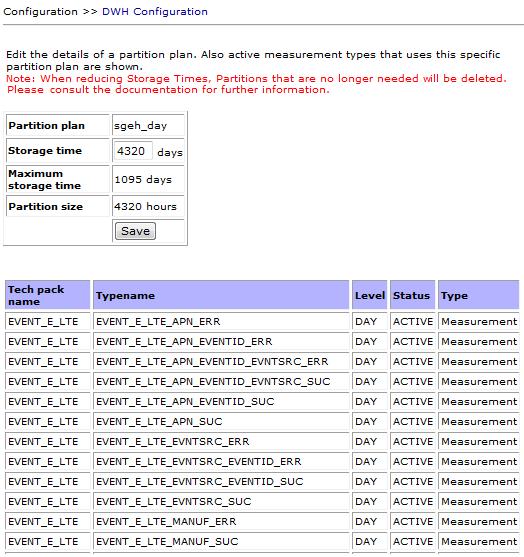 Configuration >> DWH Configuration
Edit the details of a partition plan. Also active measurement types that uses this specific
partition plan are shown.
Note: When reducing Storage Times, Partitions that are no longer needed will be deleted.
Please consult the documentation for further information.
Partition plan sgeh_day
Storage time 4320 days
Maximum
storage time 1095 days
Partition size 4320 hours
Save
Tech pack
name Typename Level Status Type
EVENT_E_LTE EVENT_E_LTE_APN_ERR DAY ACTIVE Measurement
EVENT_E_LTE EVENT_E_LTE_APN_EVENTID_ERR DAY ACTIVE Measurement
EVENT_E_LTE EVENT_E_LTE_APN_EVENTID_EVNTSRC_ERR DAY ACTIVE Measurement
EVENT_E_LTE EVENT_E_LTE_APN_EVENTID_EVNTSRC_SUC DAY ACTIVE Measurement
EVENT_E_LTE EVENT_E_LTE_APN_EVENTID_SUC DAY ACTIVE Measurement
EVENT_E_LTE EVENT_E_LTE_APN_SUC DAY ACTIVE Measurement
EVENT_E_LTE EVENT_E_LTE_EVNTSRC_ERR DAY ACTIVE Measurement
EVENT_E_LTE EVENT_E_LTE_EVNTSRC_EVENTID_ERR DAY ACTIVE Measurement
EVENT_E_LTE EVENT_E_LTE_EVNTSRC_EVENTID_SUC DAY ACTIVE Measurement
EVENT_E_LTE EVENT_E_LTE_EVNTSRC_SUC DAY ACTIVE Measurement
EVENT_E_LTE EVENT_E_LTE_MANUF_ERR DAY ACTIVE Measurement
EVENT_E_LTE EVENT_E_LTE_MANUF_SUC DAY ACTIVE Measurement